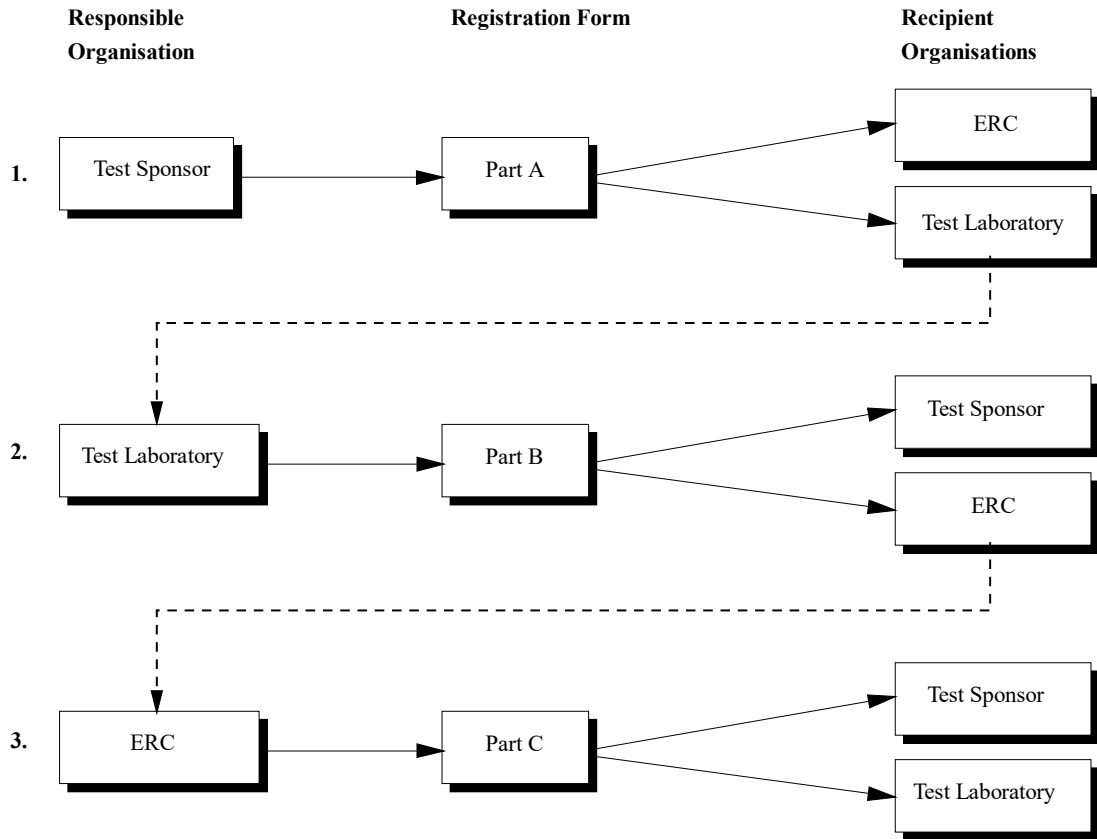 Responsible
Organisation
Registration Form
Recipient
Organisations
1.
Test Sponsor
Part A
ERC
Test Laboratory
2.
Test Laboratory
Part B
Test Sponsor
ERC
3.
ERC
Part C
Test Sponsor
Test Laboratory